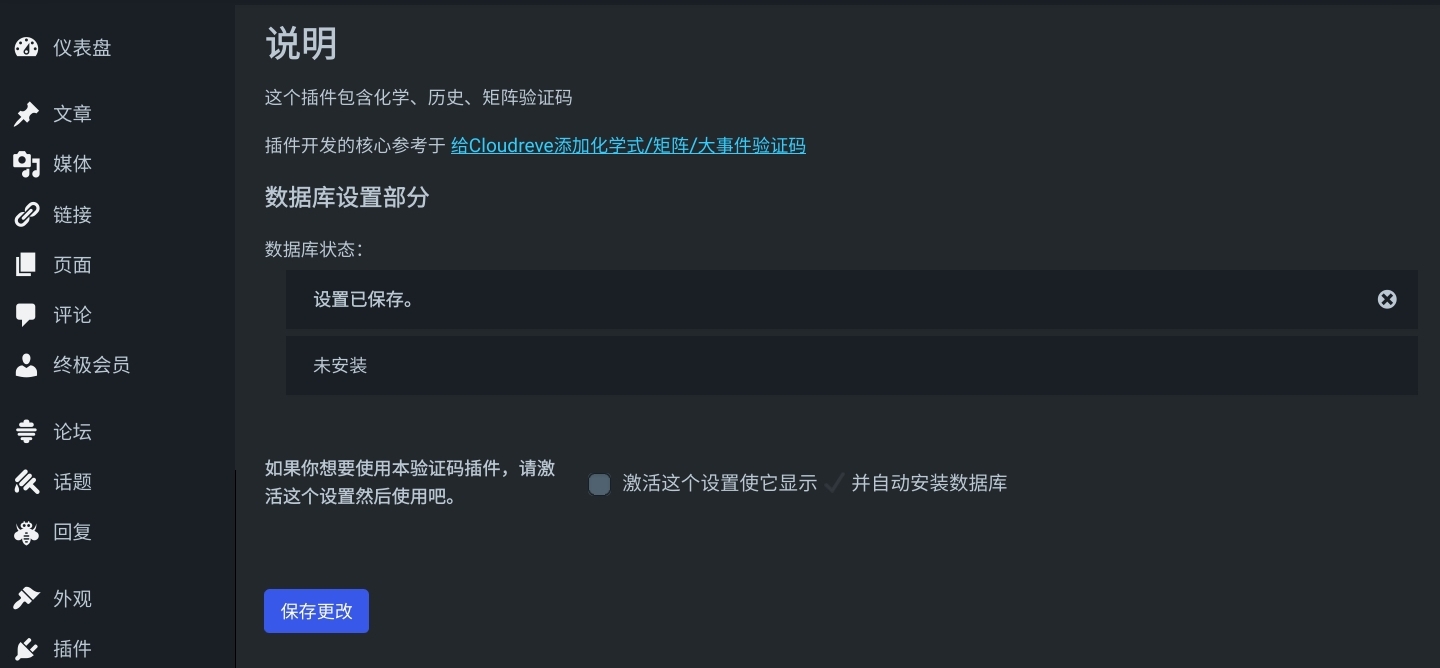 仪表盘
文章
媒体
链接
页面
评论
终极会员
论坛
话题
回复
外观
插件
说明
这个插件包含化学、历史、矩阵验证码
插件开发的核心参考于 给Cloudreve添加化学式/矩阵/大事件验证码
数据库设置部分
数据库状态：
设置已保存。
未安装
如果你想要使用本验证码插件，请激
活这个设置然后使用吧。
激活这个设置使它显示 ✓ 并自动安装数据库
保存更改